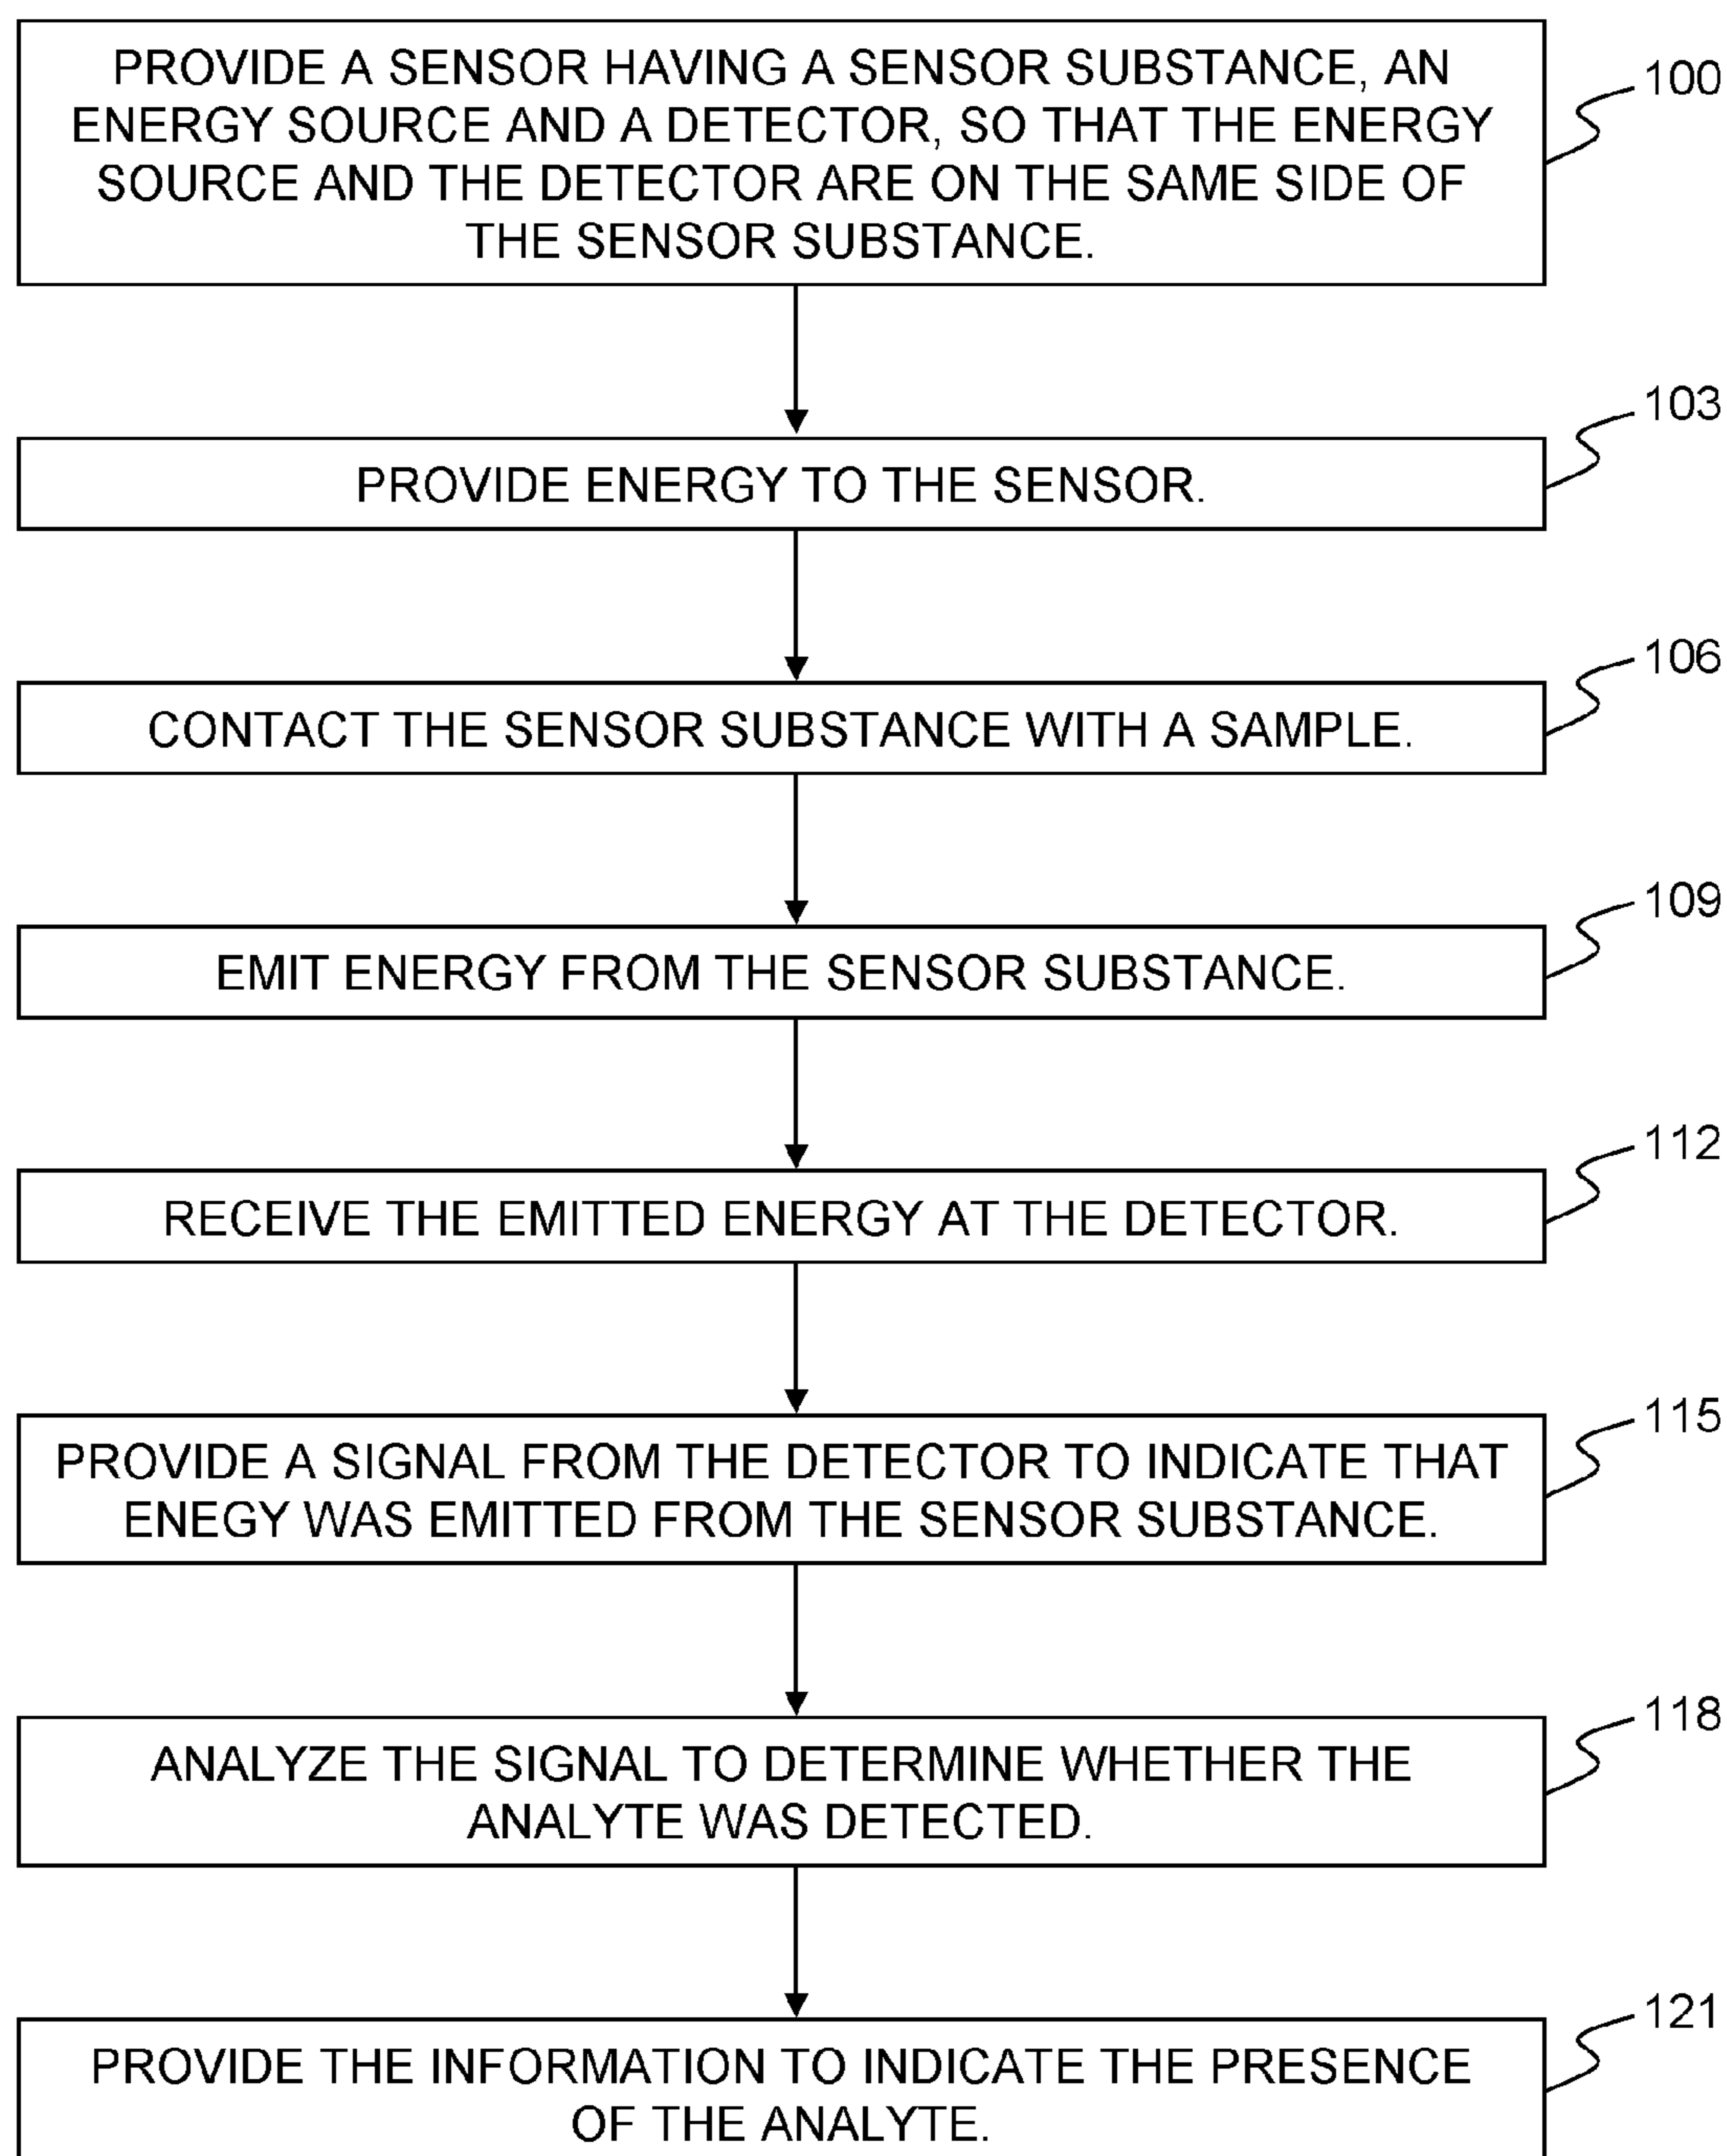 PROVIDE A SENSOR HAVING A SENSOR SUBSTANCE, AN
ENERGY SOURCE AND A DETECTOR, SO THAT THE ENERGY
SOURCE AND THE DETECTOR ARE ON THE SAME SIDE OF
THE SENSOR SUBSTANCE.
100
PROVIDE ENERGY TO THE SENSOR.
103
CONTACT THE SENSOR SUBSTANCE WITH A SAMPLE.
106
EMIT ENERGY FROM THE SENSOR SUBSTANCE.
109
RECEIVE THE EMITTED ENERGY AT THE DETECTOR.
112
PROVIDE A SIGNAL FROM THE DETECTOR TO INDICATE THAT
ENEGY WAS EMITTED FROM THE SENSOR SUBSTANCE.
115
ANALYZE THE SIGNAL TO DETERMINE WHETHER THE
ANALYTE WAS DETECTED.
118
PROVIDE THE INFORMATION TO INDICATE THE PRESENCE
OF THE ANALYTE.
121